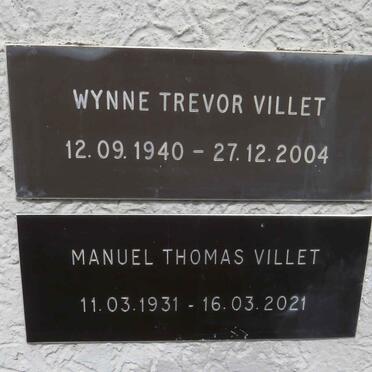 WYNNE TREVOR VILLET
12.09.1940 – 27.12.2004
MANUEL THOMAS VILLET
11.03.1931 - 16.03.2021